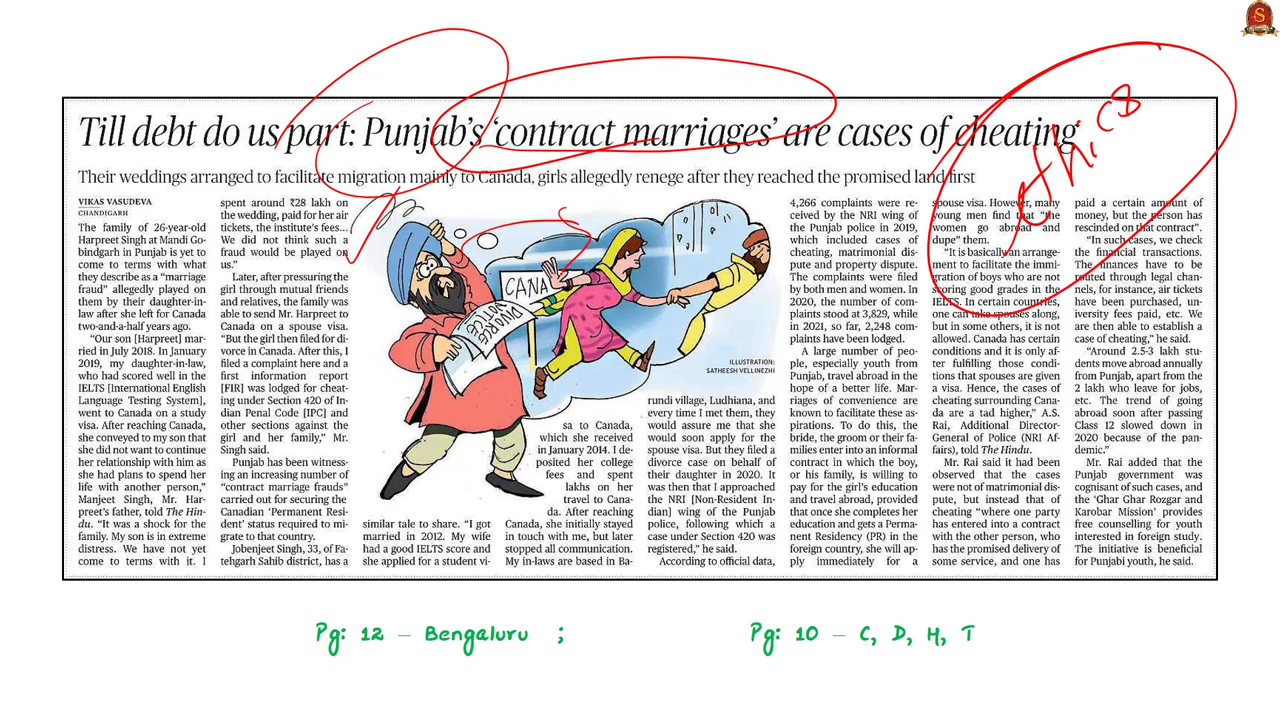 Till debt do us part: Punjab's 'contract marriages' are cases of cheating
Their weddings arranged to facilitate migration mainly to Canada, girls allegedly renege after they reached the promised land first
ethics
VIKAS VASUDEVA
CHANDIGARH
The family of 26-year-old
Harpreet Singh at Mandi Go-
bindgarh in Punjab is yet to
come to terms with what
they describe as a "marriage
fraud" allegedly played on
them by their daughter-in-
law after she left for Canada
two-and-a-half years ago.
"Our son [Harpreet] mar-
ried in July 2018. In January
2019, my daughter-in-law,
who had scored well in the
IELTS [International English
Language Testing System],
went to Canada on a study
visa. After reaching Canada,
she conveyed to my son that
she did not want to continue
her relationship with him as
she had plans to spend her
life with another person,"
Manjeet Singh, Mr. Har-
preet's father, told The Hin-
du. "It was a shock for the
family. My son is in extreme
distress. We have not yet
come to terms with it. I
spent around ₹28 lakh on
the wedding, paid for her air
tickets, the institute's fees...
We did not think such a
fraud would be played on
us."
Later, after pressuring the
girl through mutual friends
and relatives, the family was
able to send Mr. Harpreet to
Canada on a spouse visa.
"But the girl then filed for di-
vorce in Canada. After this, I
filed a complaint here and a
first information report
[FIR] was lodged for cheat-
ing under Section 420 of In-
dian Penal Code [IPC] and
other sections against the
girl and her family," Mr.
Singh said.
Punjab has been witness-
ing an increasing number of
"contract marriage frauds"
carried out for securing the
Canadian 'Permanent Resi-
dent' status required to mi-
grate to that country.
Jobenjeet Singh, 33, of Fa-
tehgarh Sahib district, has a
CANA
DIVORCE
NOTICE
ILLUSTRATION:
SATHEESH VELLINEZHI
similar tale to share. "I got
married in 2012. My wife
had a good IELTS score and
she applied for a student vi-
sa to Canada,
which she received
in January 2014. I de-
posited her college
fees and spent
lakhs on her
travel to Cana-
da. After reaching
Canada, she initially stayed
in touch with me, but later
stopped all communication.
My in-laws are based in Ba-
rundi village, Ludhiana, and
every time I met them, they
would assure me that she
would soon apply for the
spouse visa. But they filed a
divorce case on behalf of
their daughter in 2020. It
was then that I approached
the NRI [Non-Resident In-
dian] wing of the Punjab
police, following which a
case under Section 420 was
registered," he said.
According to official data,
4,266 complaints were re-
ceived by the NRI wing of
the Punjab police in 2019,
which included cases of
cheating, matrimonial dis-
pute and property dispute.
The complaints were filed
by both men and women. In
2020, the number of com-
plaints stood at 3,829, while
in 2021, so far, 2,248 com-
plaints have been lodged.
A large number of peo-
ple, especially youth from
Punjab, travel abroad in the
hope of a better life. Mar-
riages of convenience are
known to facilitate these as-
pirations. To do this, the
bride, the groom or their fa-
milies enter into an informal
contract in which the boy,
or his family, is willing to
pay for the girl's education
and travel abroad, provided
that once she completes her
education and gets a Perma-
nent Residency (PR) in the
foreign country, she will ap-
ply immediately for a
spouse visa. However, many
young men find that "the
women go abroad and
dupe" them.
"It is basically an arrange-
ment to facilitate the immi-
gration of boys who are not
scoring good grades in the
IELTS. In certain countries,
one can take spouses along,
but in some others, it is not
allowed. Canada has certain
conditions and it is only af-
ter fulfilling those condi-
tions that spouses are given
a visa. Hence, the cases of
cheating surrounding Cana-
da are a tad higher," A.S.
Rai, Additional Director-
General of Police (NRI Af-
fairs), told The Hindu.
Mr. Rai said it had been
observed that the cases
were not of matrimonial dis-
pute, but instead that of
cheating "where one party
has entered into a contract
with the other person, who
has the promised delivery of
some service, and one has
paid a certain amount of
money, but the person has
rescinded on that contract".
"In such cases, we check
the financial transactions.
The finances have to be
routed through legal chan-
nels, for instance, air tickets
have been purchased, un-
iversity fees paid, etc. We
are then able to establish a
case of cheating," he said.
"Around 2.5-3 lakh stu-
dents move abroad annually
from Punjab, apart from the
2 lakh who leave for jobs,
etc. The trend of going
abroad soon after passing
Class 12 slowed down in
2020 because of the pan-
demic."
Mr. Rai added that the
Punjab government was
cognisant of such cases, and
the 'Ghar Ghar Rozgar and
Karobar Mission' provides
free counselling for youth
interested in foreign study.
The initiative is beneficial
for Punjabi youth, he said.
Pg: 12 – Bengaluru ;
Pg: 10 – C, D, H, T